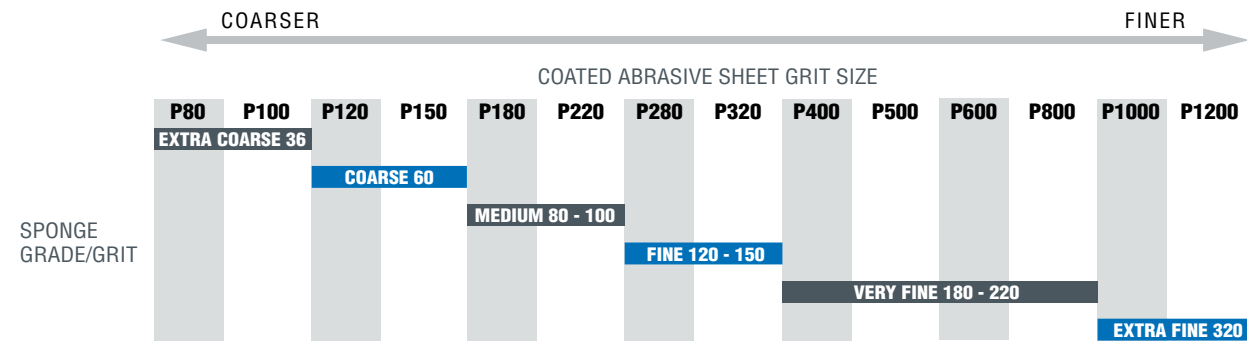 COARSER FINER
COATED ABRASIVE SHEET GRIT SIZE
P80 P100 P120 P150 P180 P220 P280 P320 P400 P500 P600 P800 P1000 P1200
EXTRA COARSE 36
COARSE 60
MEDIUM 80 - 100
SPONGE
GRADE/GRIT
FINE 120 - 150
VERY FINE 180 - 220
EXTRA FINE 320